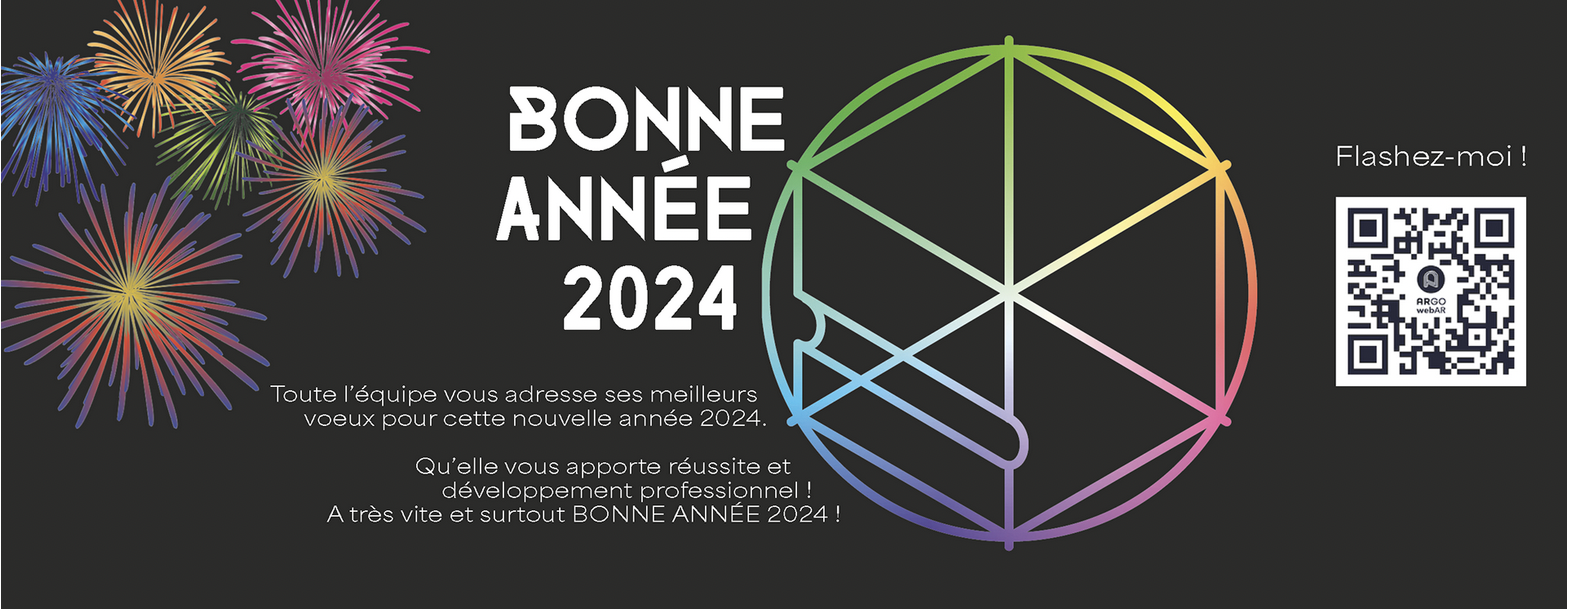 BONNE
ANNÉE
2024
Toute l'équipe vous adresse ses meilleurs
voeux pour cette nouvelle année 2024.
Qu'elle vous apporte réussite et
développement professionnel !
A très vite et surtout BONNE ANNÉE 2024 !
Flashez-moi !
ARGO
webAR